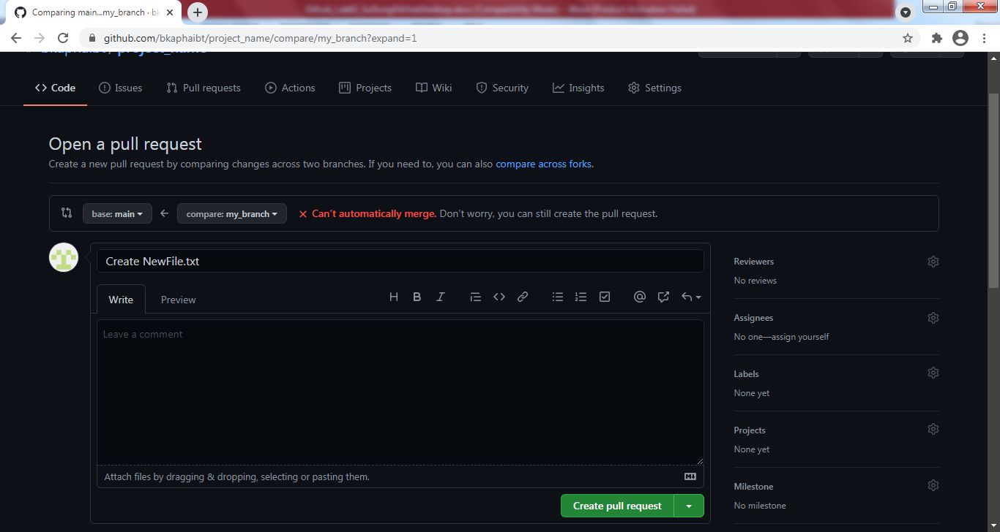 Comparing main...my_branch · bk
github.com/bkaphaibt/project_name/compare/my_branch?expand=1
Code Issues Pull requests Actions Projects Wiki Security Insights Settings
Open a pull request
Create a new pull request by comparing changes across two branches. If you need to, you can also compare across forks.
base: main compare: my_branch Can't automatically merge. Don't worry, you can still create the pull request.
Create NewFile.txt
Write Preview
Leave a comment
Attach files by dragging & dropping, selecting or pasting them.
Create pull request
Reviewers
No reviews
Assignees
No one—assign yourself
Labels
None yet
Projects
None yet
Milestone
No milestone